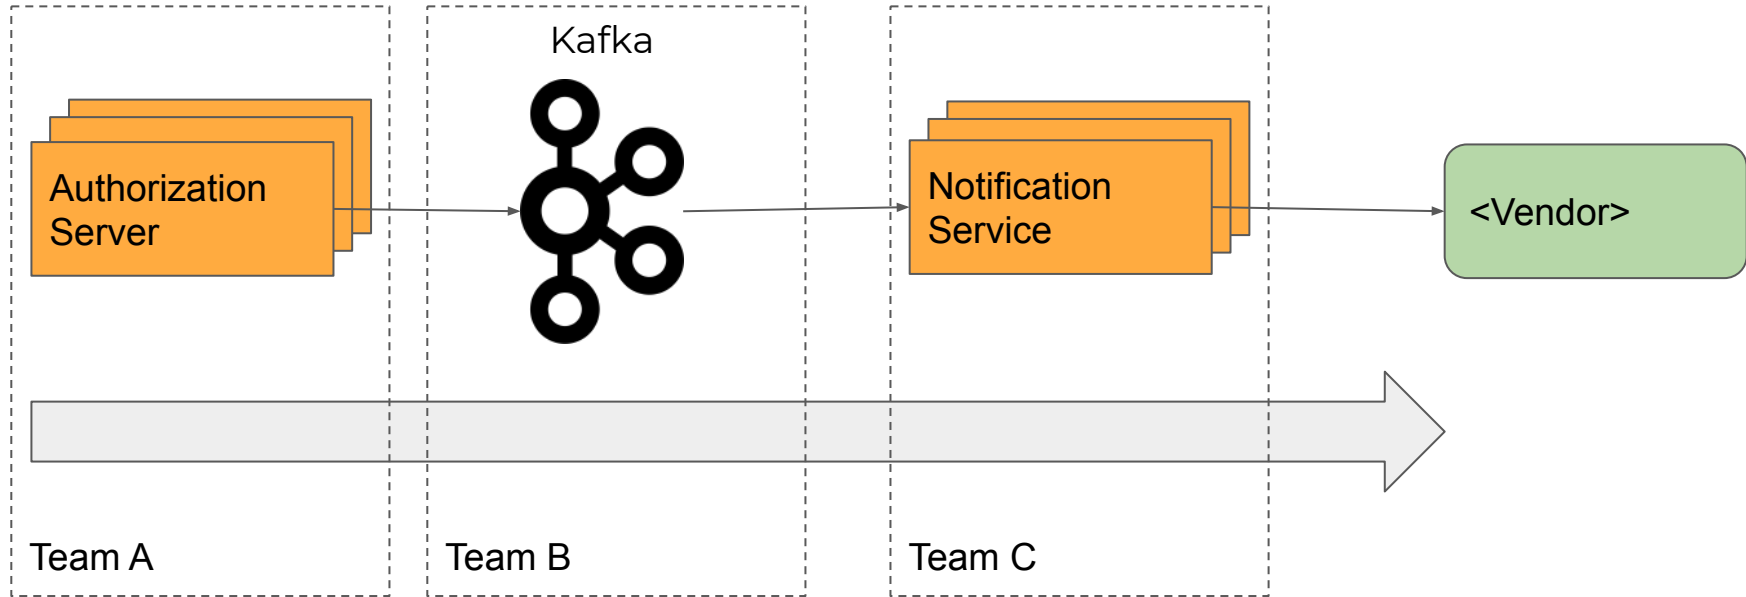 Kafka
Authorization
Server
Notification
Service
<Vendor>
Team A
Team B
Team C